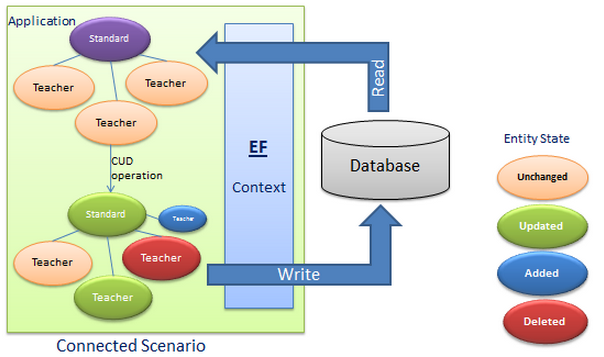 Application
Standard
Teacher
Teacher
Teacher
CUD
operation
Standard
Teacher
Teacher
Teacher
Teacher
EF
Context
Read
Write
Database
Entity State
Unchanged
Updated
Added
Deleted
Connected Scenario